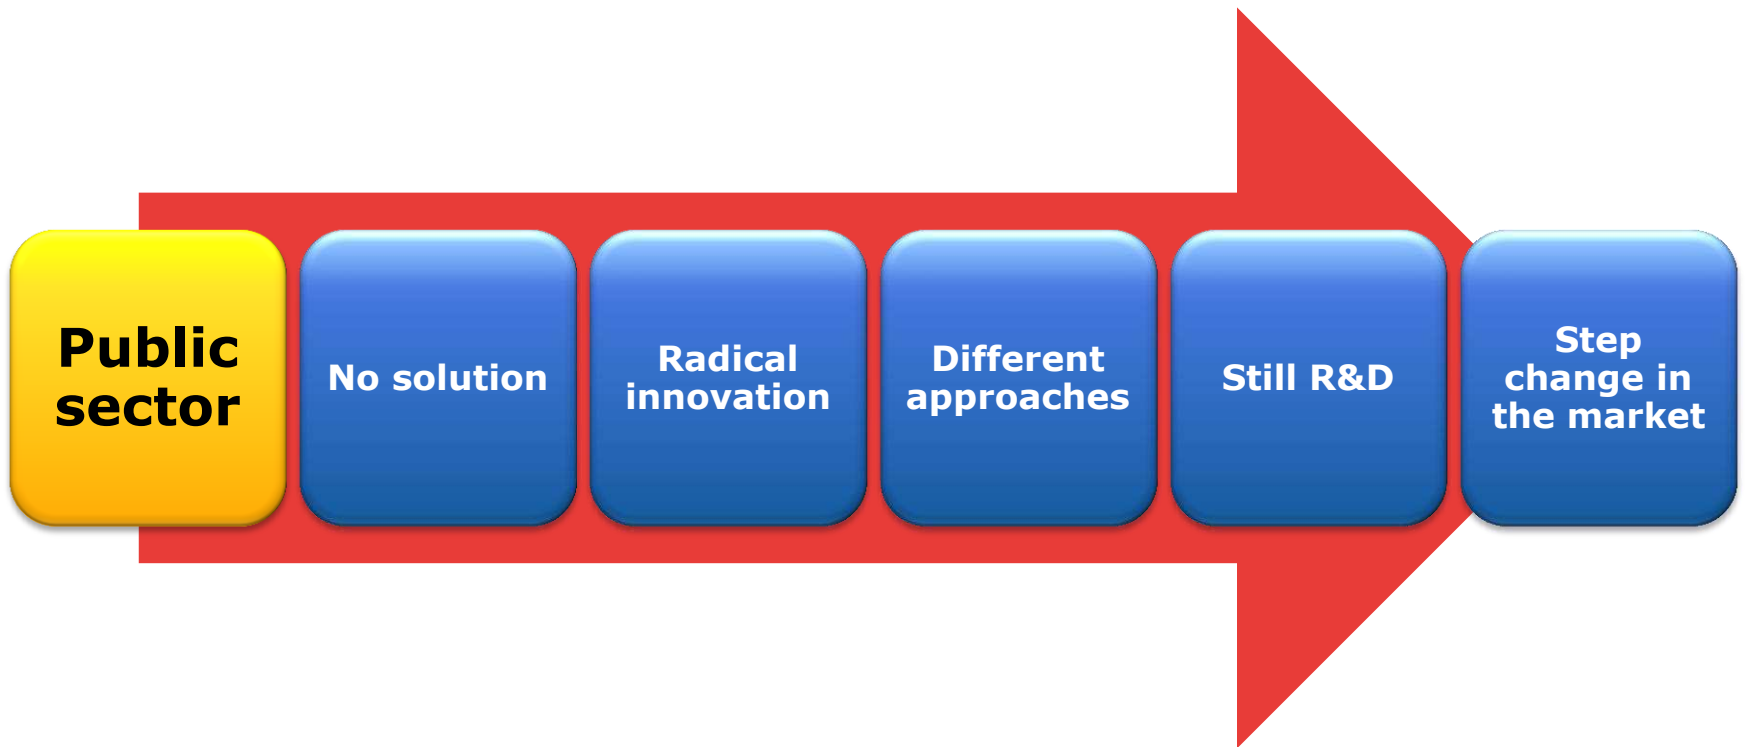 Public
sector
No solution
Radical
innovation
Different
approaches
Still R&D
Step
change in
the market